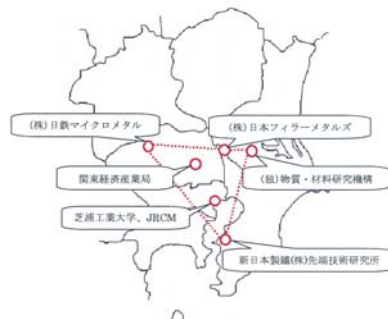 (株)日鉄マイクロメタル
(株)日本フィラーメタルズ
関東経済産業局
(独)物質・材料研究機構
芝浦工業大学、JRCM
新日本製鐵(株)先端技術研究所